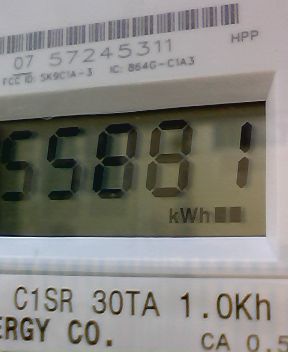 07 57245311
HPP
FCC ID: SK9C1A-3 IC: 864G-C1A3
55881
kWh
C1SR 30TA 1.0Kh
ERGY CO.
CA 0.5